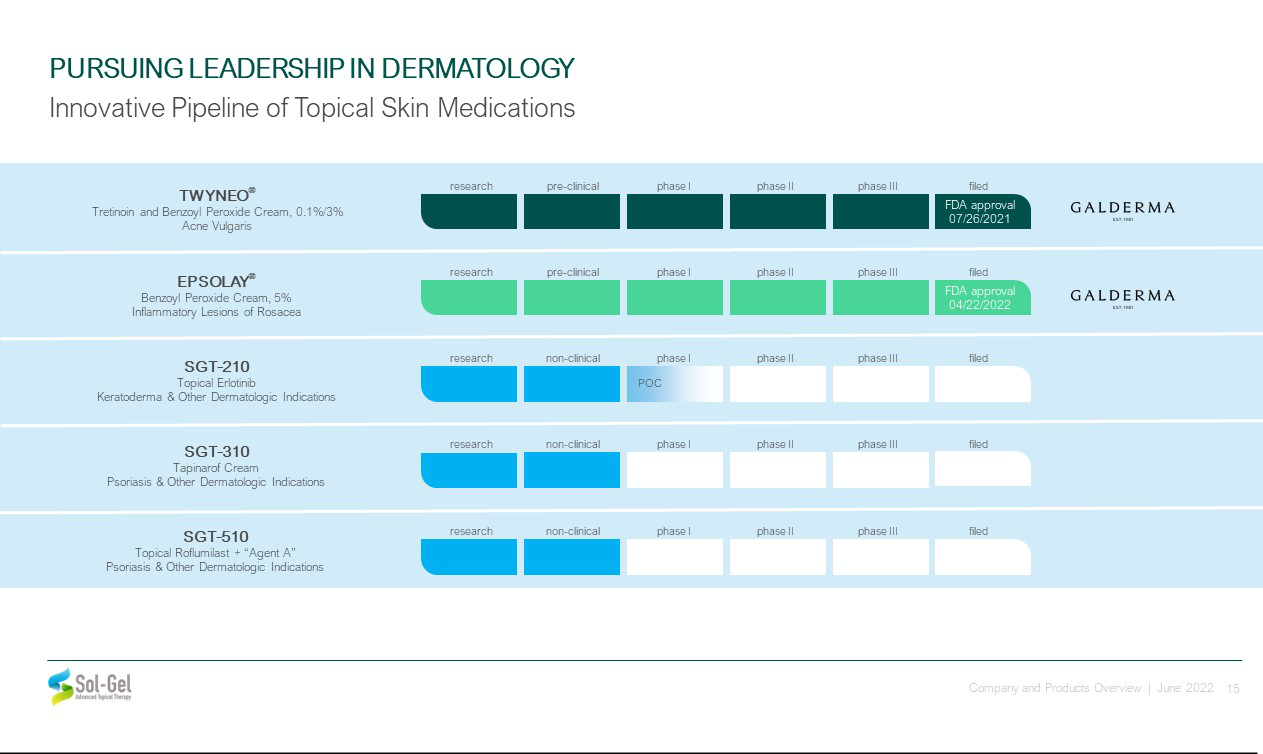 PURSUING LEADERSHIP IN DERMATOLOGY
Innovative Pipeline of Topical Skin Medications
TWYNEO®
Tretinoin and Benzoyl Peroxide Cream, 0.1%/3%
Acne Vulgaris
research pre-clinical phase I phase II phase III filed
FDA approval
07/26/2021
GALDERMA
EST. 1981
EPSOLAY®
Benzoyl Peroxide Cream, 5%
Inflammatory Lesions of Rosacea
research pre-clinical phase I phase II phase III filed
FDA approval
04/22/2022
GALDERMA
EST. 1981
SGT-210
Topical Erlotinib
Keratoderma & Other Dermatologic Indications
research non-clinical phase I phase II phase III filed
POC
SGT-310
Tapinarof Cream
Psoriasis & Other Dermatologic Indications
research non-clinical phase I phase II phase III filed
SGT-510
Topical Roflumilast + “Agent A”
Psoriasis & Other Dermatologic Indications
research non-clinical phase I phase II phase III filed
Sol-Gel
Advanced Topical Therapy
Company and Products Overview | June 2022 15